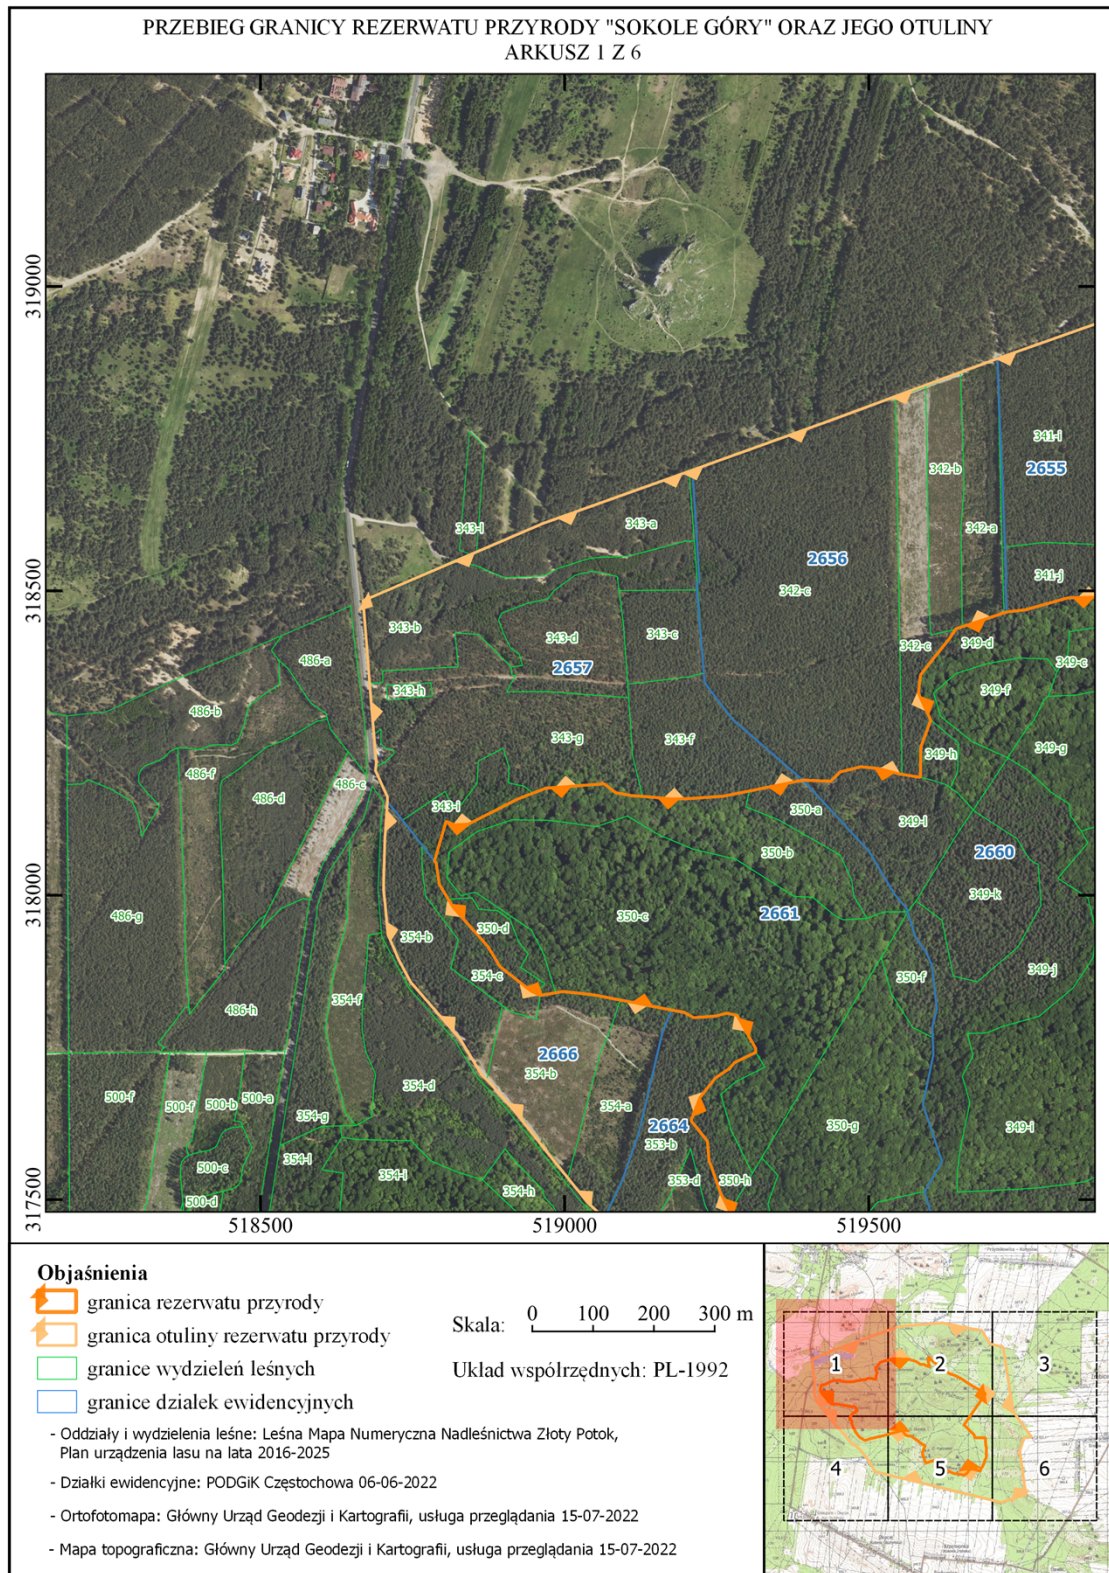 PRZEBIEG GRANICY REZERWATU PRZYRODY "SOKOLE GÓRY" ORAZ JEGO OTULINY
ARKUSZ 1 Z 6
319000
318500
318000
317500
341-i
2655
342-b
343-l
343-a
342-a
2656
341-j
342-c
343-b
343-d
343-c
342-c
349-d
486-a
2657
349-c
343-h
349-f
486-b
343-g
343-f
349-g
486-f
349-h
486-c
486-d
343-i
350-a
349-l
350-b
2660
349-k
486-g
350-c
2661
350-d
354-b
349-j
354-c
350-f
354-f
486-h
2666
354-b
354-d
500-f
500-f
500-b
500-a
354-a
354-g
2664
353-b
350-g
349-i
354-l
500-c
354-i
353-d
350-h
354-h
500-d
518500
519000
519500
Objaśnienia
granica rezerwatu przyrody
granica otuliny rezerwatu przyrody
granice wydzieleń leśnych
granice działek ewidencyjnych
Skala:
0 100 200 300 m
Układ współrzędnych: PL-1992
- Oddziały i wydzielenia leśne: Leśna Mapa Numeryczna Nadleśnictwa Złoty Potok,
Plan urządzenia lasu na lata 2016-2025
- Działki ewidencyjne: PODGiK Częstochowa 06-06-2022
- Ortofotomapa: Główny Urząd Geodezji i Kartografii, usługa przeglądania 15-07-2022
- Mapa topograficzna: Główny Urząd Geodezji i Kartografii, usługa przeglądania 15-07-2022
1
2
3
4
5
6